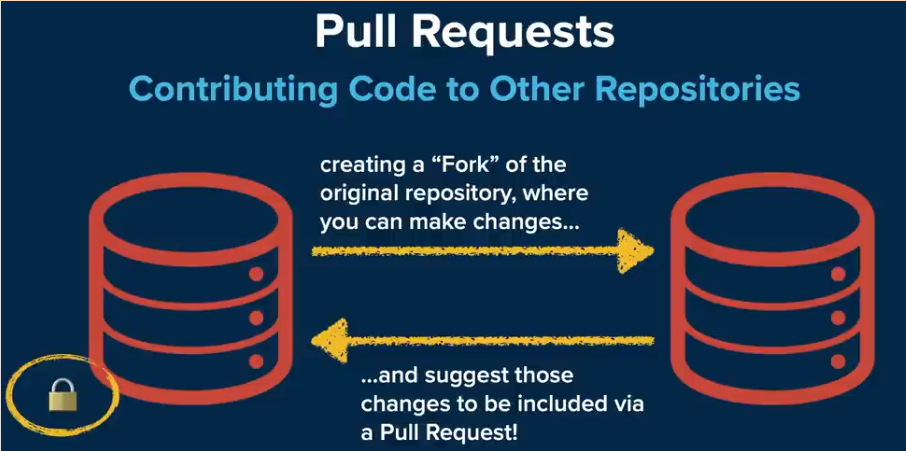 Pull Requests
Contributing Code to Other Repositories
creating a “Fork” of the
original repository, where
you can make changes...
...and suggest those
changes to be included via
a Pull Request!